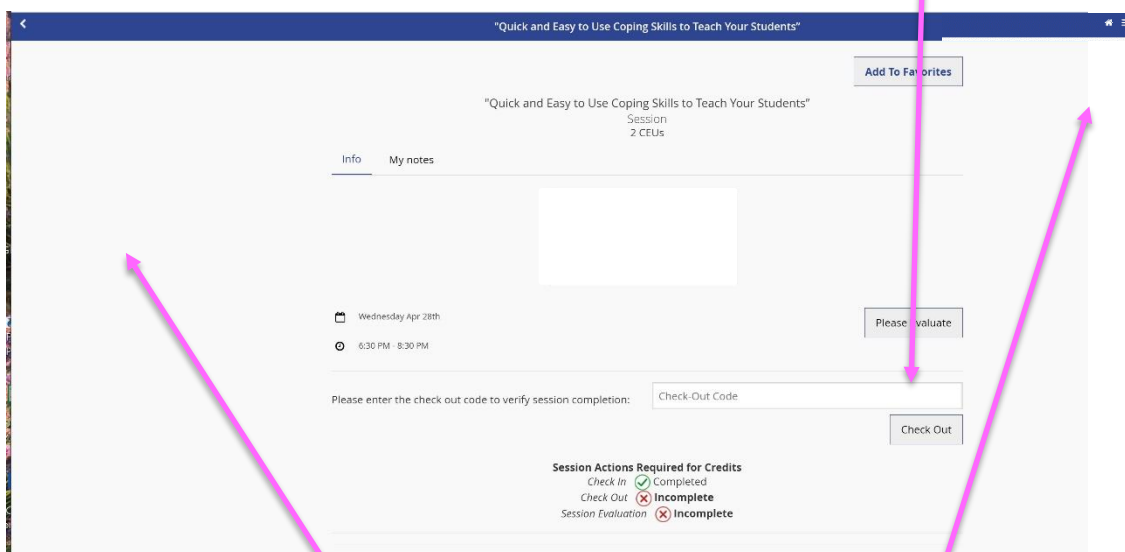 "Quick and Easy to Use Coping Skills to Teach Your Students"
Add To Favorites
"Quick and Easy to Use Coping Skills to Teach Your Students"
Session
2 CEUs
Info My notes
Wednesday Apr 28th
Please Evaluate
6:30 PM - 8:30 PM
Please enter the check out code to verify session completion: Check-Out Code
Check Out
Session Actions Required for Credits
Check In Completed
Check Out Incomplete
Session Evaluation Incomplete